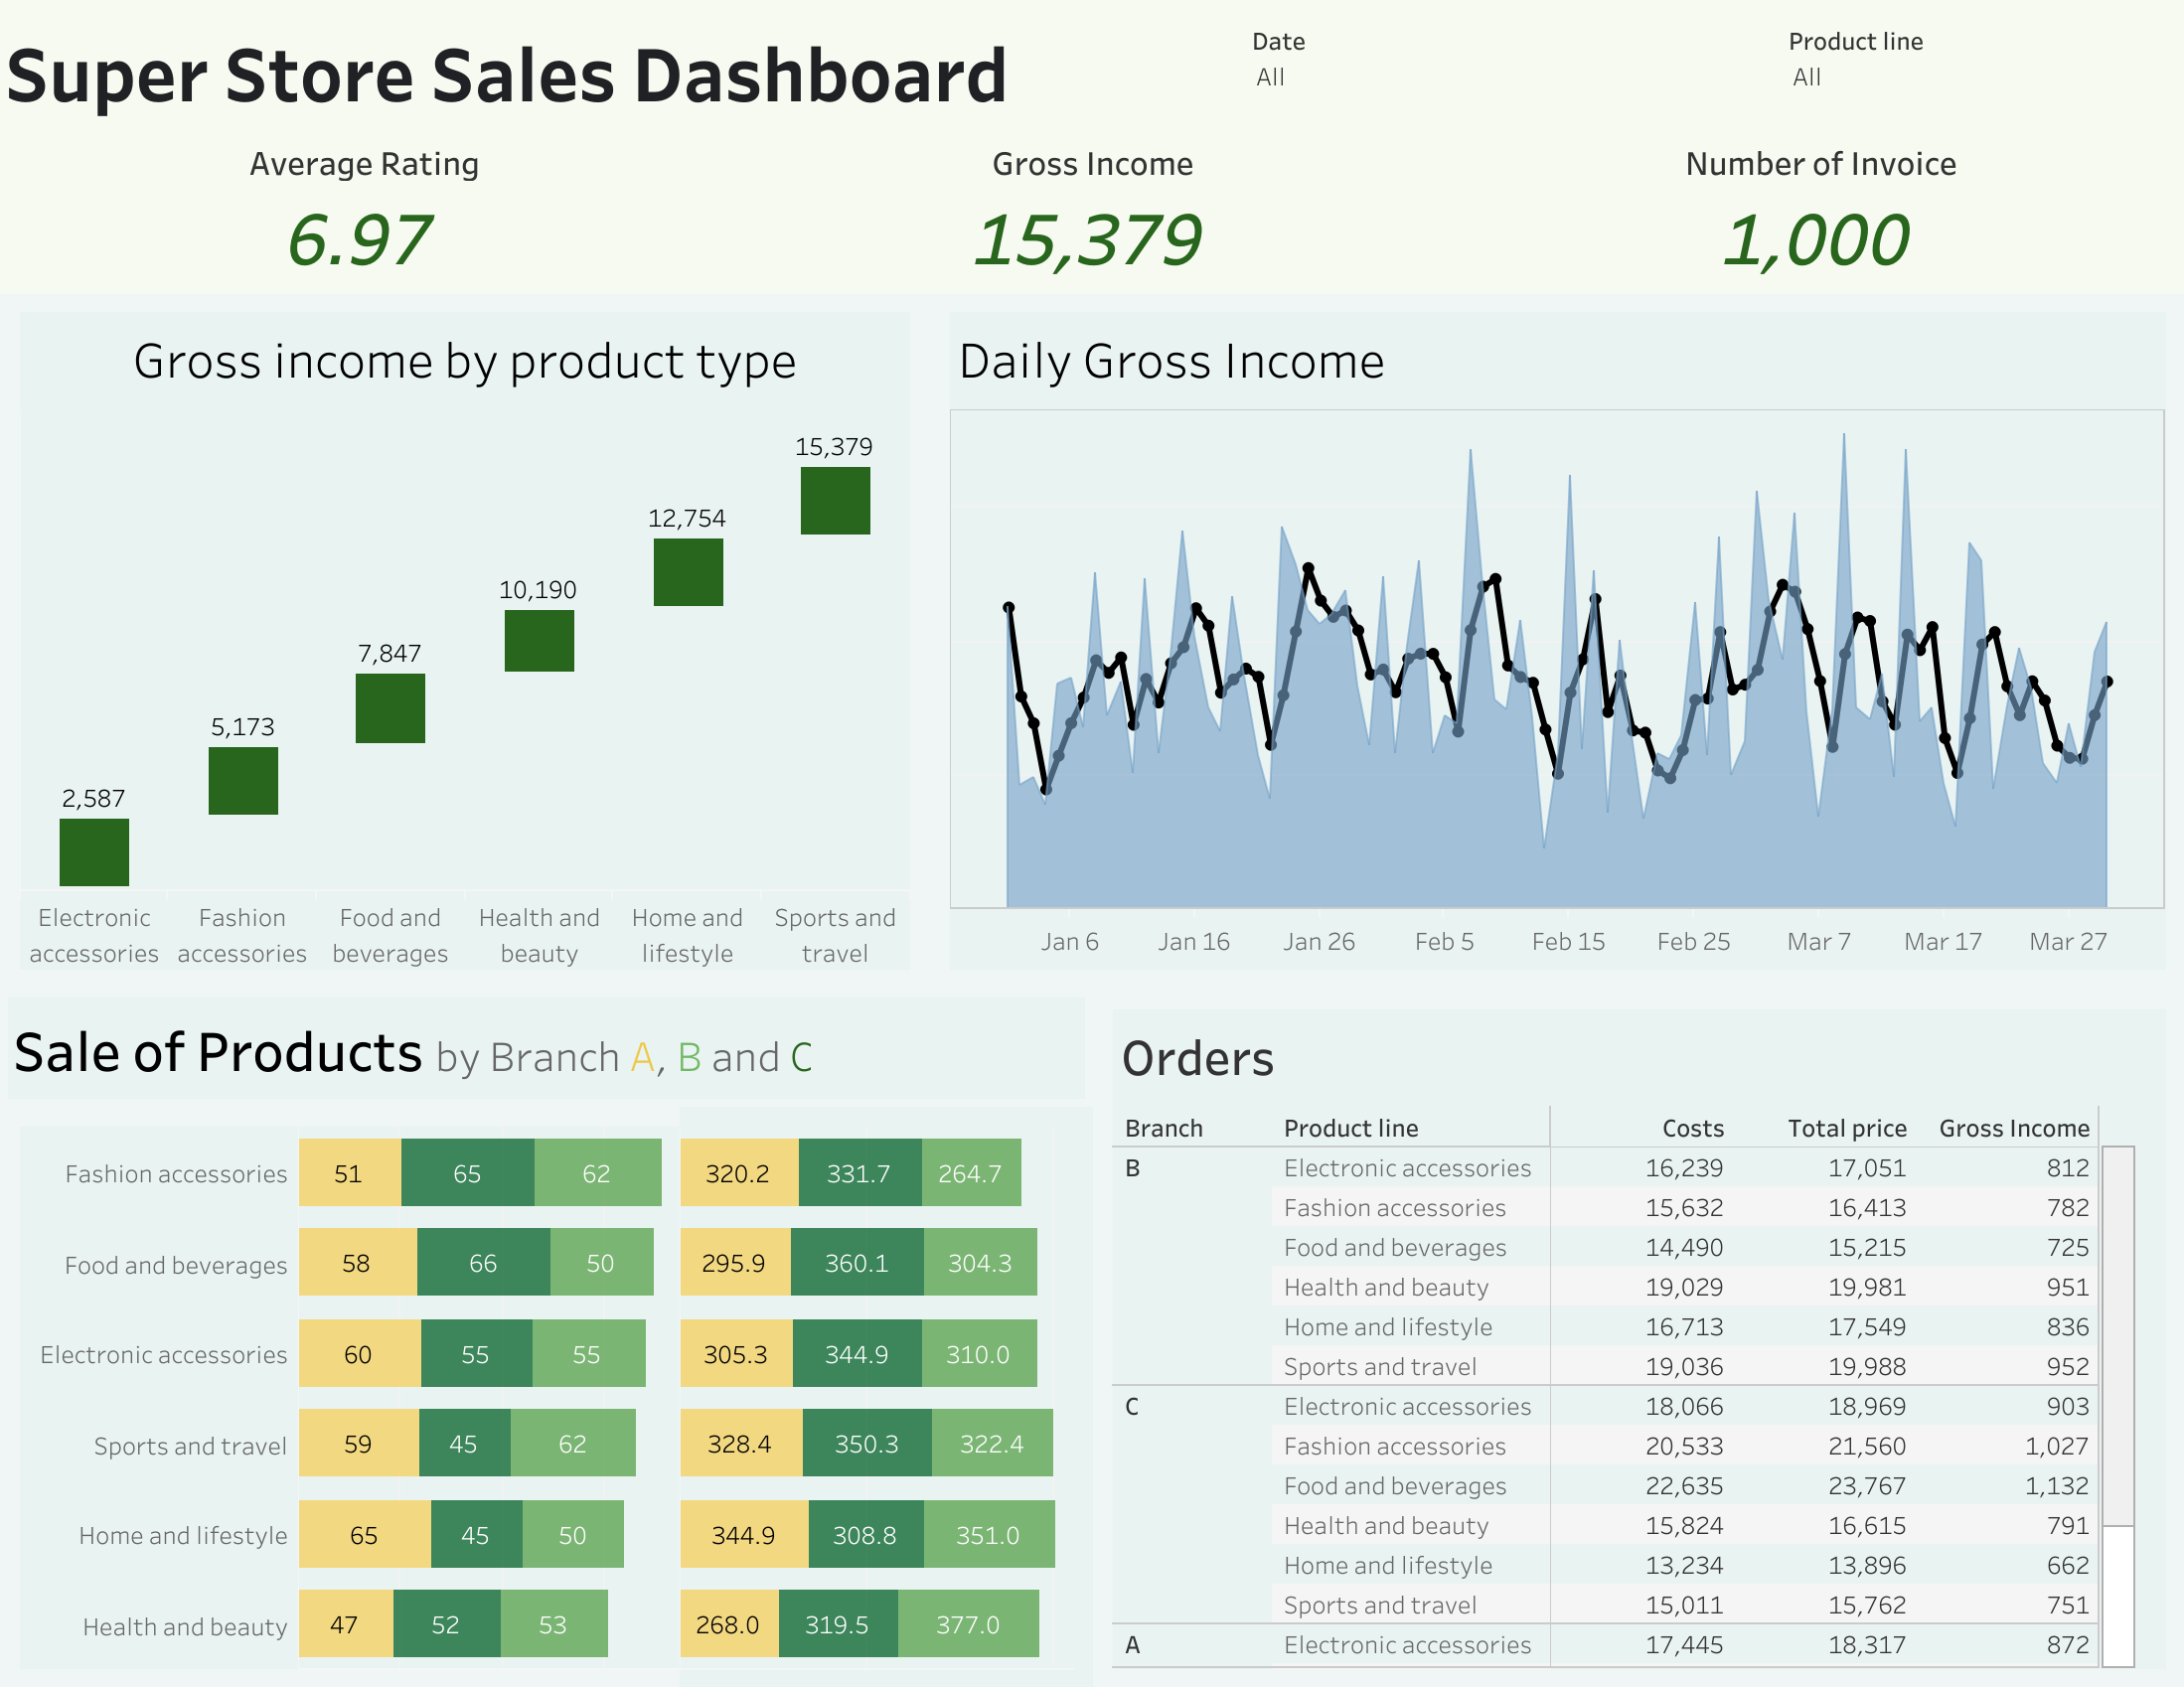 Super Store Sales Dashboard
Date
All
Product line
All
Average Rating
6.97
Gross Income
15,379
Number of Invoice
1,000
Gross income by product type
2,587
5,173
7,847
10,190
12,754
15,379
Electronic
accessories
Fashion
accessories
Food and
beverages
Health and
beauty
Home and
lifestyle
Sports and
travel
Daily Gross Income
Jan 6 Jan 16 Jan 26 Feb 5 Feb 15 Feb 25 Mar 7 Mar 17 Mar 27
Sale of Products by Branch A, B and C
Fashion accessories 51 65 62 320.2 331.7 264.7
Food and beverages 58 66 50 295.9 360.1 304.3
Electronic accessories 60 55 55 305.3 344.9 310.0
Sports and travel 59 45 62 328.4 350.3 322.4
Home and lifestyle 65 45 50 344.9 308.8 351.0
Health and beauty 47 52 53 268.0 319.5 377.0
Orders
Branch Product line Costs Total price Gross Income
B Electronic accessories 16,239 17,051 812
Fashion accessories 15,632 16,413 782
Food and beverages 14,490 15,215 725
Health and beauty 19,029 19,981 951
Home and lifestyle 16,713 17,549 836
Sports and travel 19,036 19,988 952
C Electronic accessories 18,066 18,969 903
Fashion accessories 20,533 21,560 1,027
Food and beverages 22,635 23,767 1,132
Health and beauty 15,824 16,615 791
Home and lifestyle 13,234 13,896 662
Sports and travel 15,011 15,762 751
A Electronic accessories 17,445 18,317 872